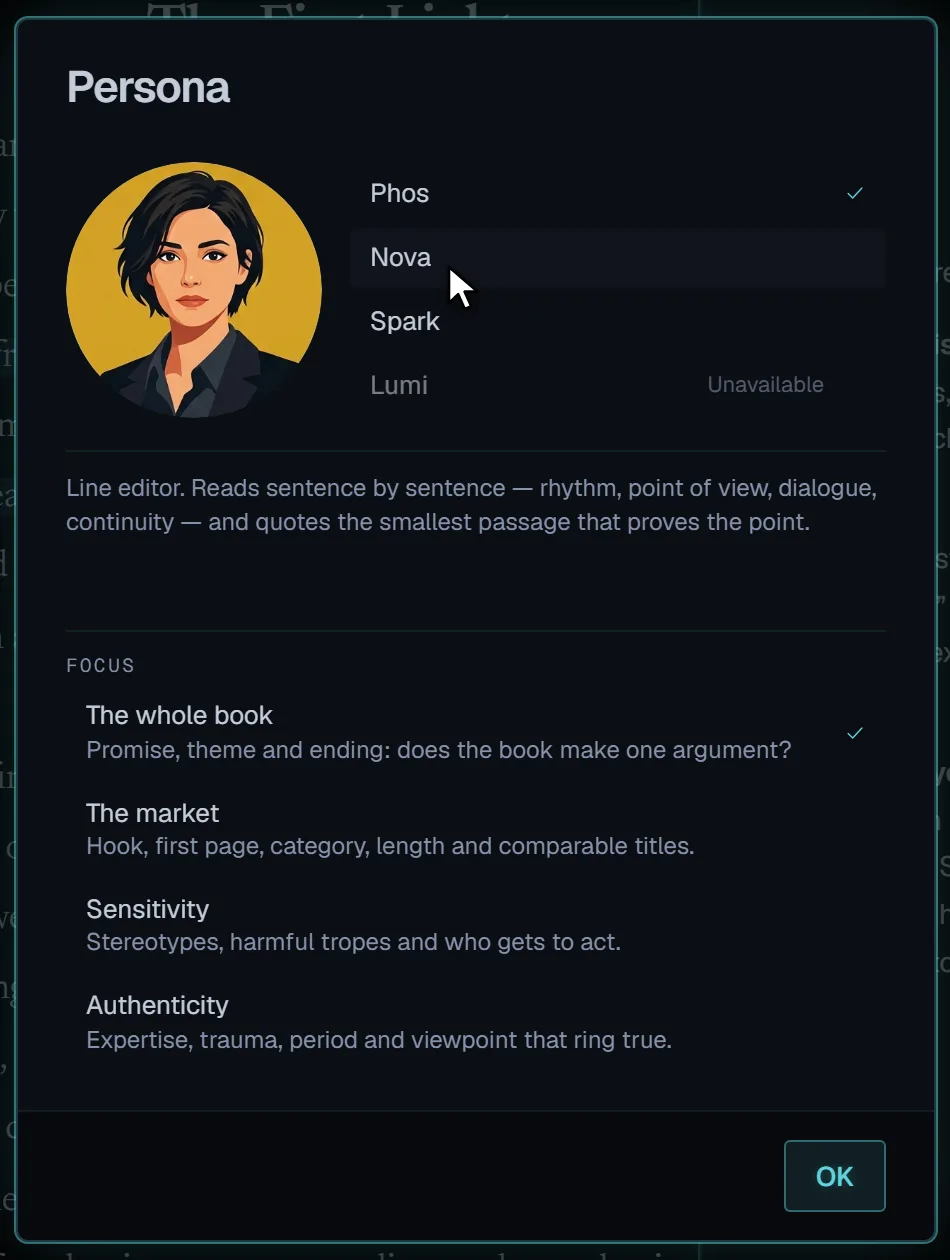 Persona
Phos
Nova
Spark
Lumi
Unavailable
Line editor. Reads sentence by sentence — rhythm, point of view, dialogue,
continuity — and quotes the smallest passage that proves the point.
FOCUS
The whole book
Promise, theme and ending: does the book make one argument?
The market
Hook, first page, category, length and comparable titles.
Sensitivity
Stereotypes, harmful tropes and who gets to act.
Authenticity
Expertise, trauma, period and viewpoint that ring true.
OK